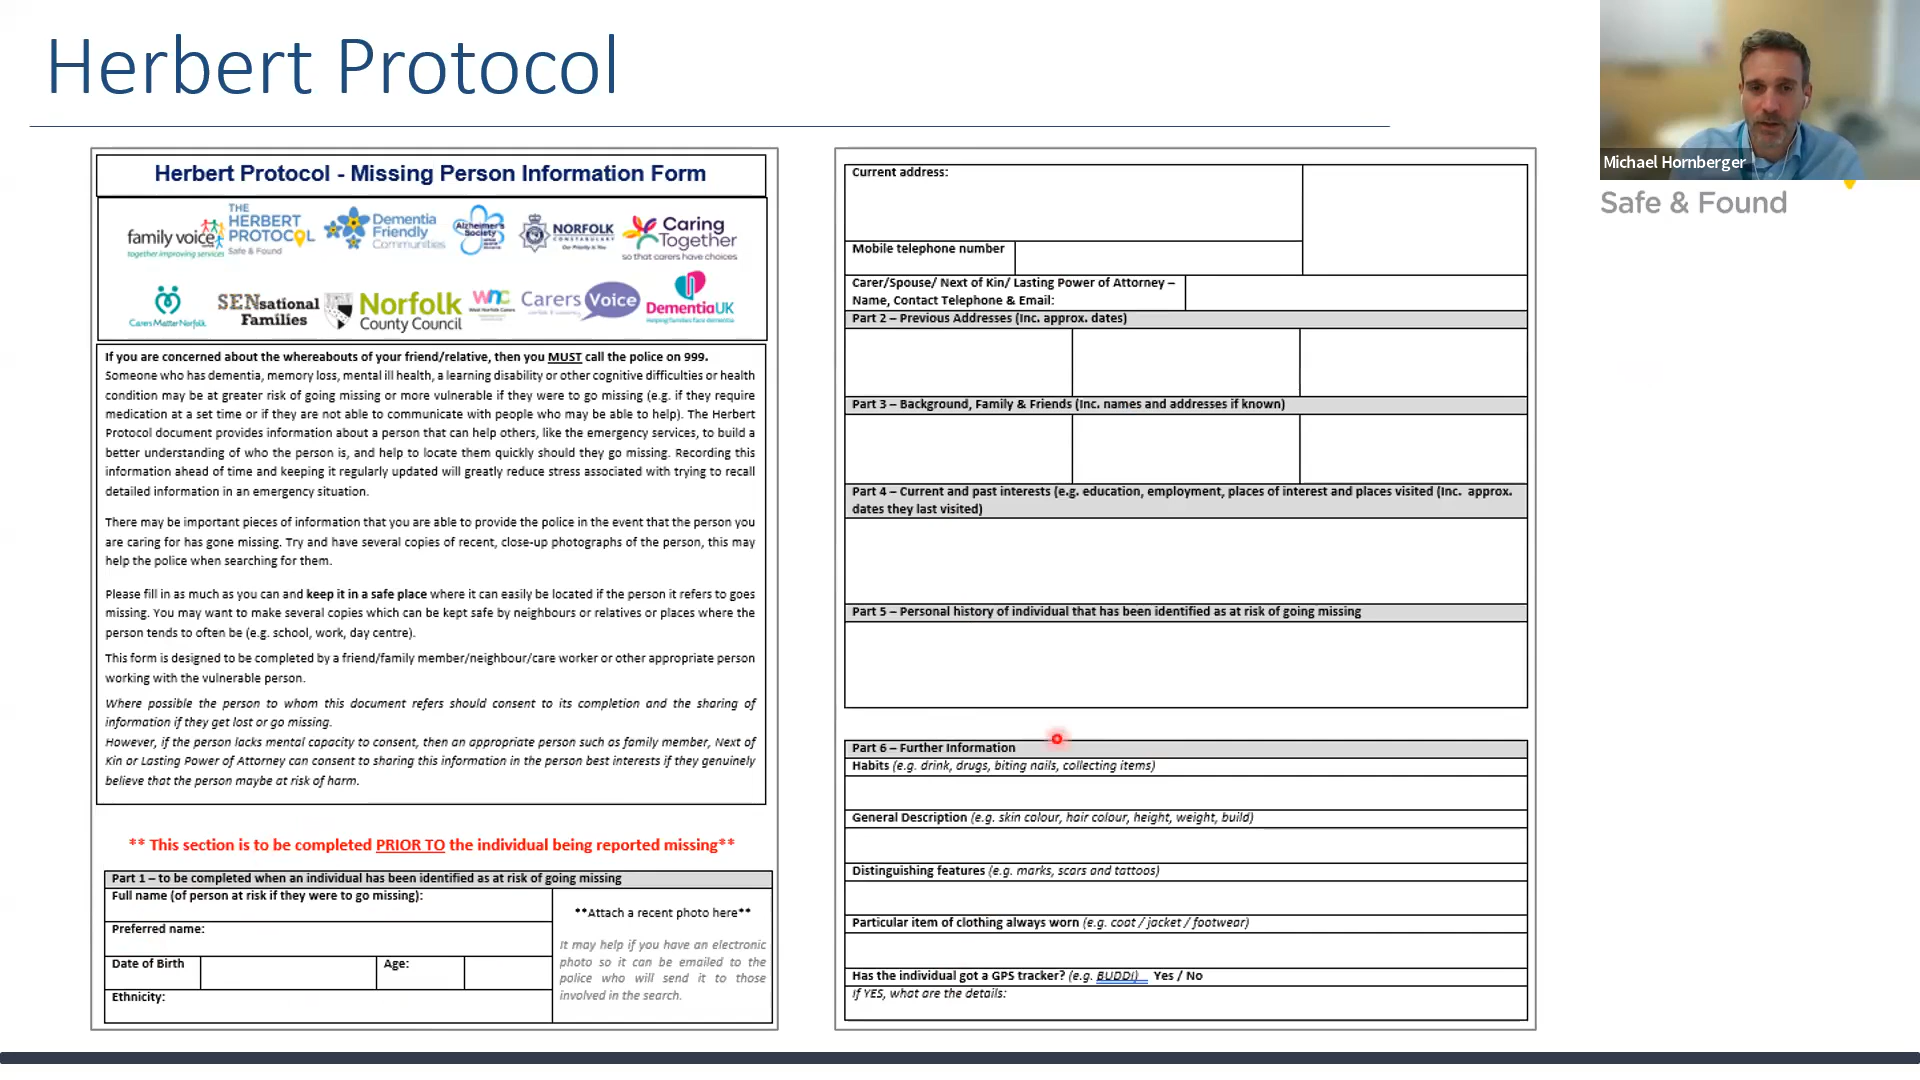 Herbert Protocol
Michael Hornberger
Safe & Found
Herbert Protocol - Missing Person Information Form
family voice
together improving services
THE
HERBERT
PROTOCOL
Safe & Found
Dementia
Friendly
Communities
Alzheimer's
Society
NORFOLK
CONSTABULARY
Our Priority is You
Caring
Together
so that carers have choices
Carers Matter Norfolk
SENsational
Families
Norfolk
County Council
wnc
West Norfolk Carers
Carers Voice
DementiaUK
Helping families face dementia
If you are concerned about the whereabouts of your friend/relative, then you MUST call the police on 999.
Someone who has dementia, memory loss, mental ill health, a learning disability or other cognitive difficulties or health
condition may be at greater risk of going missing or more vulnerable if they were to go missing (e.g. if they require
medication at a set time or if they are not able to communicate with people who may be able to help). The Herbert
Protocol document provides information about a person that can help others, like the emergency services, to build a
better understanding of who the person is, and help to locate them quickly should they go missing. Recording this
information ahead of time and keeping it regularly updated will greatly reduce stress associated with trying to recall
detailed information in an emergency situation.
There may be important pieces of information that you are able to provide the police in the event that the person you
are caring for has gone missing. Try and have several copies of recent, close-up photographs of the person, this may
help the police when searching for them.
Please fill in as much as you can and keep it in a safe place where it can easily be located if the person it refers to goes
missing. You may want to make several copies which can be kept safe by neighbours or relatives or places where the
person tends to often be (e.g. school, work, day centre).
This form is designed to be completed by a friend/family member/neighbour/care worker or other appropriate person
working with the vulnerable person.
Where possible the person to whom this document refers should consent to its completion and the sharing of
information if they get lost or go missing.
However, if the person lacks mental capacity to consent, then an appropriate person such as family member, Next of
Kin or Lasting Power of Attorney can consent to sharing this information in the person best interests if they genuinely
believe that the person maybe at risk of harm.
** This section is to be completed PRIOR TO the individual being reported missing**
Part 1 – to be completed when an individual has been identified as at risk of going missing
Full name (of person at risk if they were to go missing):
Preferred name:
Date of Birth
Age:
Ethnicity:
**Attach a recent photo here**
It may help if you have an electronic
photo so it can be emailed to the
police who will send it to those
involved in the search.
Current address:
Mobile telephone number
Carer/Spouse/ Next of Kin/ Lasting Power of Attorney –
Name, Contact Telephone & Email:
Part 2 – Previous Addresses (Inc. approx. dates)
Part 3 – Background, Family & Friends (Inc. names and addresses if known)
Part 4 – Current and past interests (e.g. education, employment, places of interest and places visited (Inc. approx.
dates they last visited)
Part 5 – Personal history of individual that has been identified as at risk of going missing
Part 6 – Further Information
Habits (e.g. drink, drugs, biting nails, collecting items)
General Description (e.g. skin colour, hair colour, height, weight, build)
Distinguishing features (e.g. marks, scars and tattoos)
Particular item of clothing always worn (e.g. coat / jacket / footwear)
Has the individual got a GPS tracker? (e.g. BUDDI) Yes / No
If YES, what are the details: